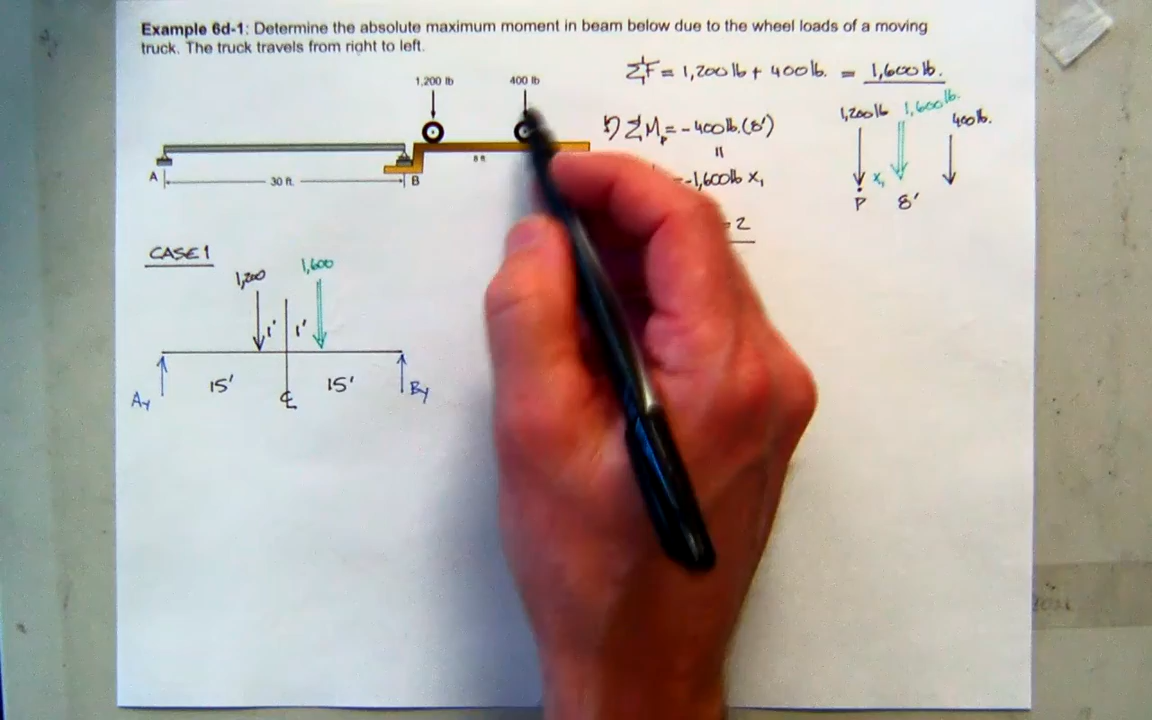 Example 6d-1: Determine the absolute maximum moment in beam below due to the wheel loads of a moving
truck. The truck travels from right to left.
1,200 lb
400 lb
8 ft
A
30 ft.
B
ΣF = 1,200 lb + 400 lb. = 1,600 lb.
ΣMp = -400 lb. (8')
=
-1,600 lb x₁
2
1,200 lb
1,600 lb.
400 lb.
x₁
P
8'
CASE 1
1,200
1,600
1'
1'
15'
15'
Ay
℄
By